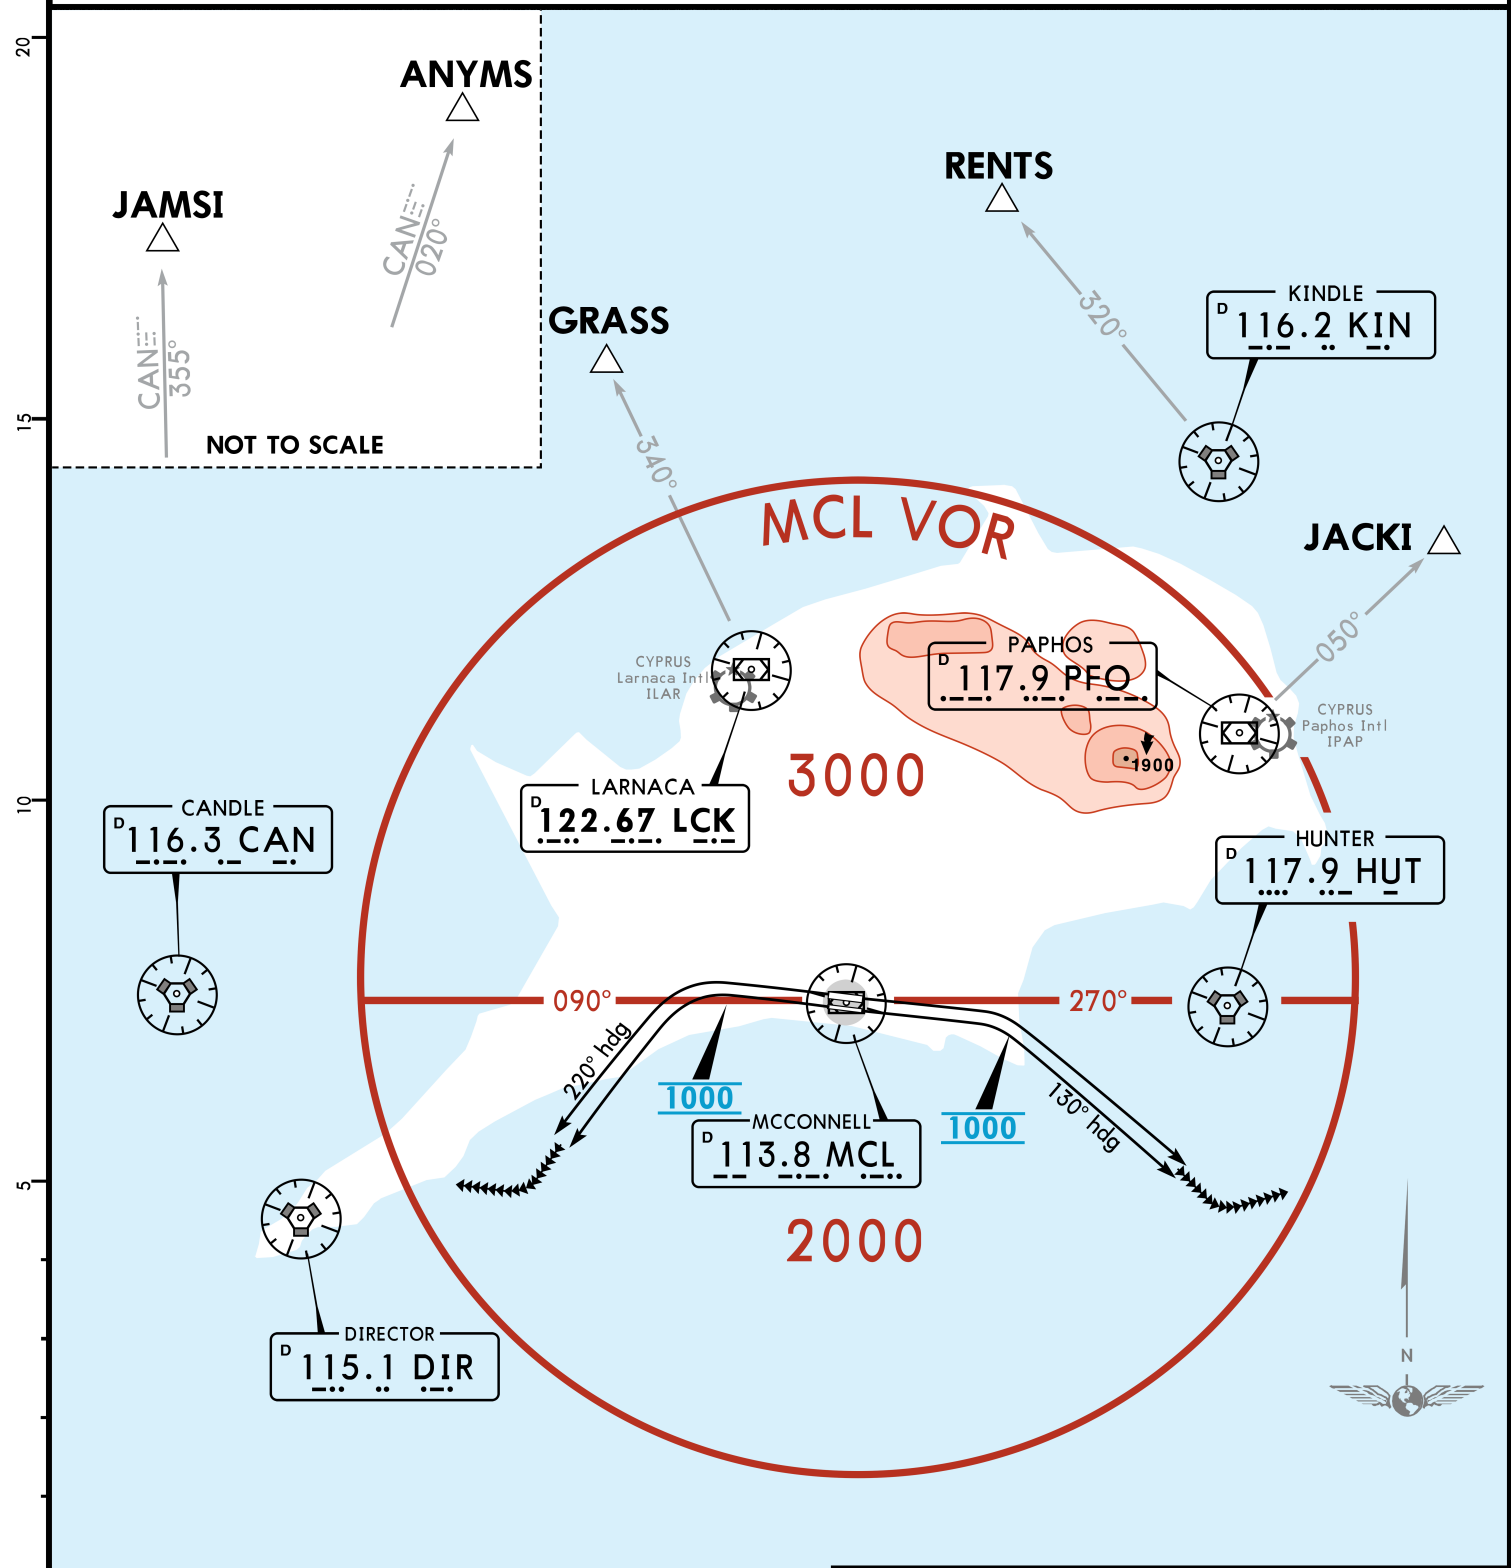 20
ANYMS
RENTS
JAMSI
CAN
020°
KINDLE
D
116.2 KIN
320°
GRASS
CAN
355°
15
NOT TO SCALE
340°
MCL VOR
JACKI
050°
CYPRUS
Larnaca Intl
ILAR
PAPHOS
D
117.9 PFO
CYPRUS
Paphos Intl
IPAP
3000
1900
LARNACA
D
122.67 LCK
10
CANDLE
D
116.3 CAN
HUNTER
D
117.9 HUT
090°
270°
220° hdg
1000
1000
130° hdg
MCCONNELL
D
113.8 MCL
5
2000
DIRECTOR
D
115.1 DIR
N